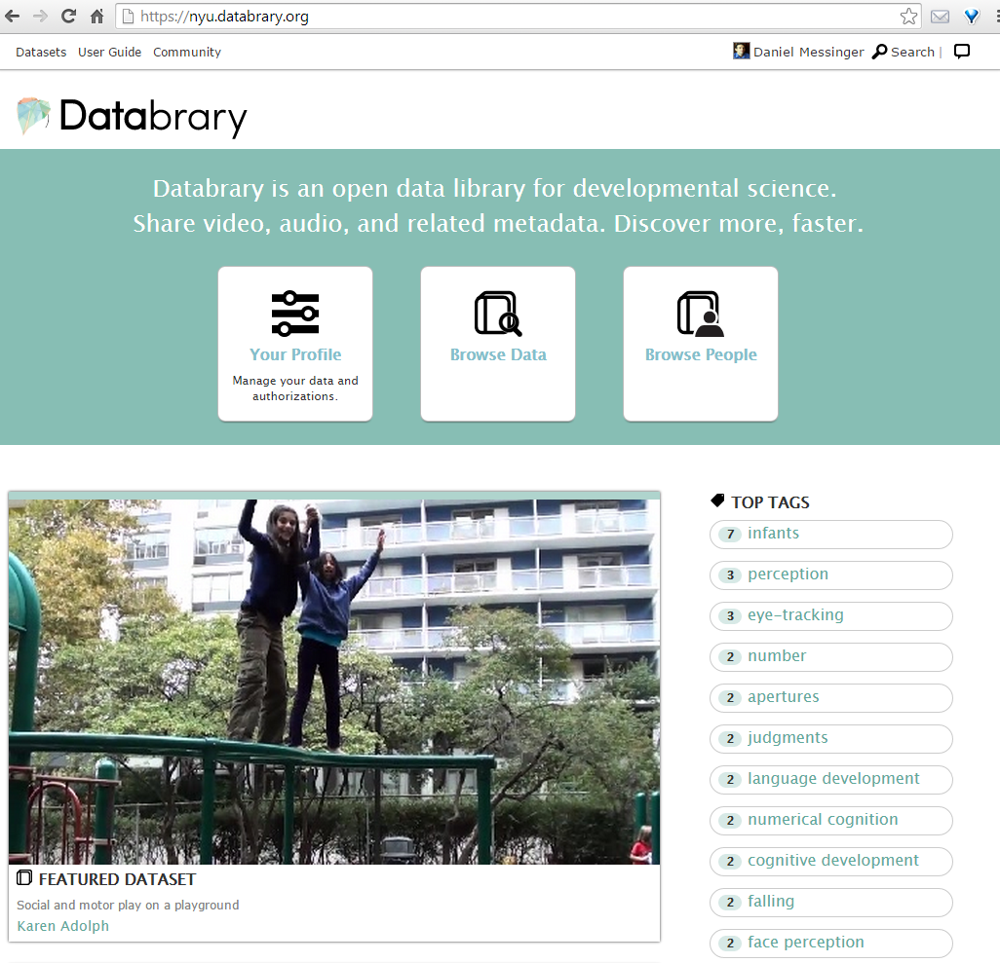 https://nyu.databrary.org
Datasets User Guide Community
Daniel Messinger Search |
Databrary
Databrary is an open data library for developmental science.
Share video, audio, and related metadata. Discover more, faster.
Your Profile
Manage your data and
authorizations.
Browse Data
Browse People
FEATURED DATASET
Social and motor play on a playground
Karen Adolph
TOP TAGS
7 infants
3 perception
3 eye-tracking
2 number
2 apertures
2 judgments
2 language development
2 numerical cognition
2 cognitive development
2 falling
2 face perception